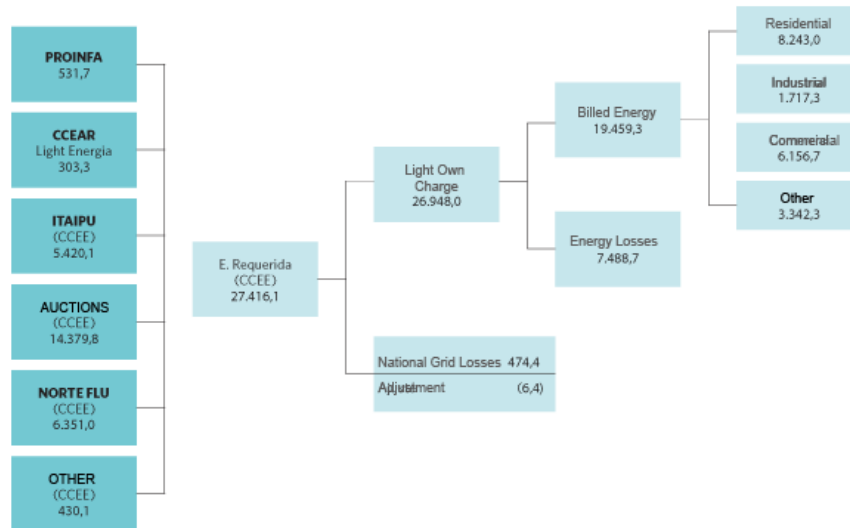 PROINFA
531,7
CCEAR
Light Energia
303,3
ITAIPU
(CCEE)
5.420,1
AUCTIONS
(CCEE)
14.379,8
NORTE FLU
(CCEE)
6.351,0
OTHER
(CCEE)
430,1
E. Requerida
(CCEE)
27.416,1
Light Own
Charge
26.948,0
National Grid Losses 474,4
Adjustment (6,4)
Billed Energy
19.459,3
Energy Losses
7.488,7
Residential
8.243,0
Industrial
1.717,3
Comercial
6.156,7
Other
3.342,3